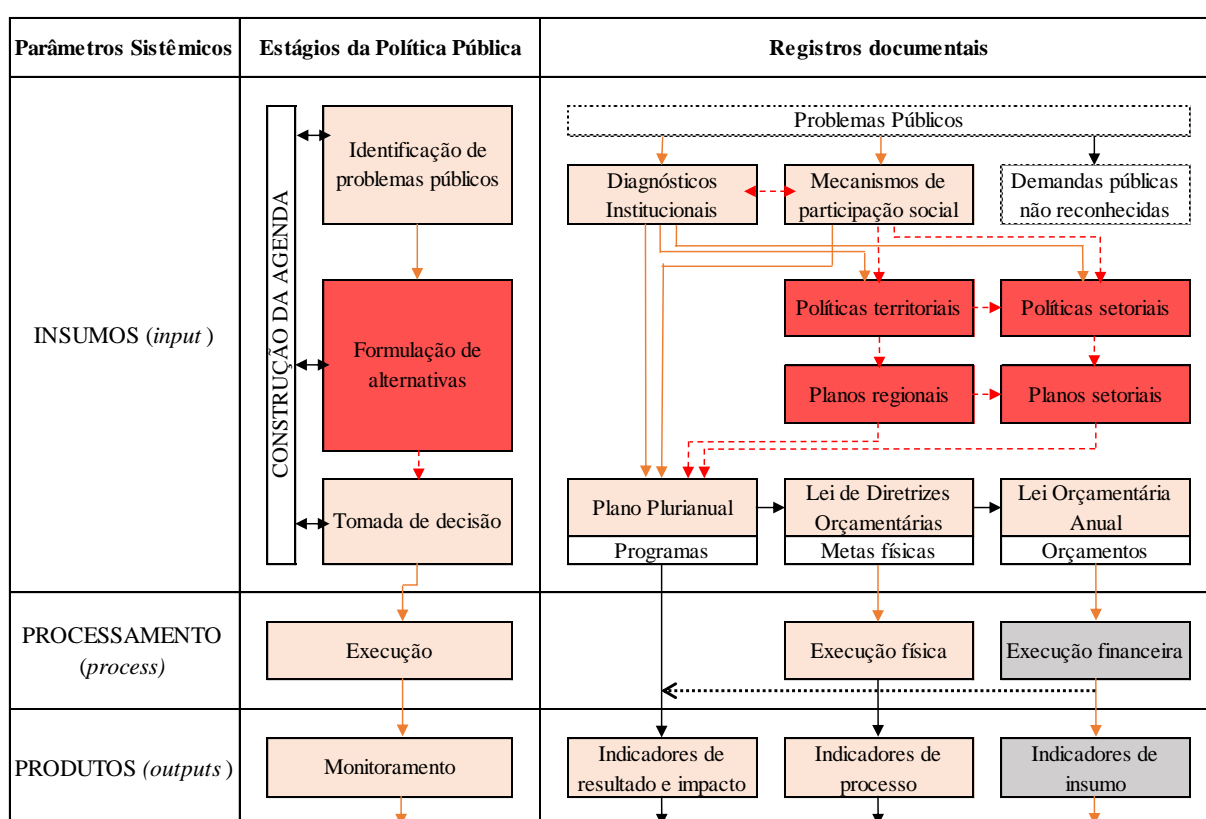 Parâmetros Sistêmicos
Estágios da Política Pública
Registros documentais
INSUMOS (input )
CONSTRUÇÃO DA AGENDA
Identificação de
problemas públicos
Formulação de
alternativas
Tomada de decisão
Problemas Públicos
Diagnósticos
Institucionais
Mecanismos de
participação social
Demandas públicas
não reconhecidas
Políticas territoriais
Políticas setoriais
Planos regionais
Planos setoriais
Plano Plurianual
Programas
Lei de Diretrizes
Orçamentárias
Metas físicas
Lei Orçamentária
Anual
Orçamentos
PROCESSAMENTO
(process)
Execução
Execução física
Execução financeira
PRODUTOS (outputs )
Monitoramento
Indicadores de
resultado e impacto
Indicadores de
processo
Indicadores de
insumo